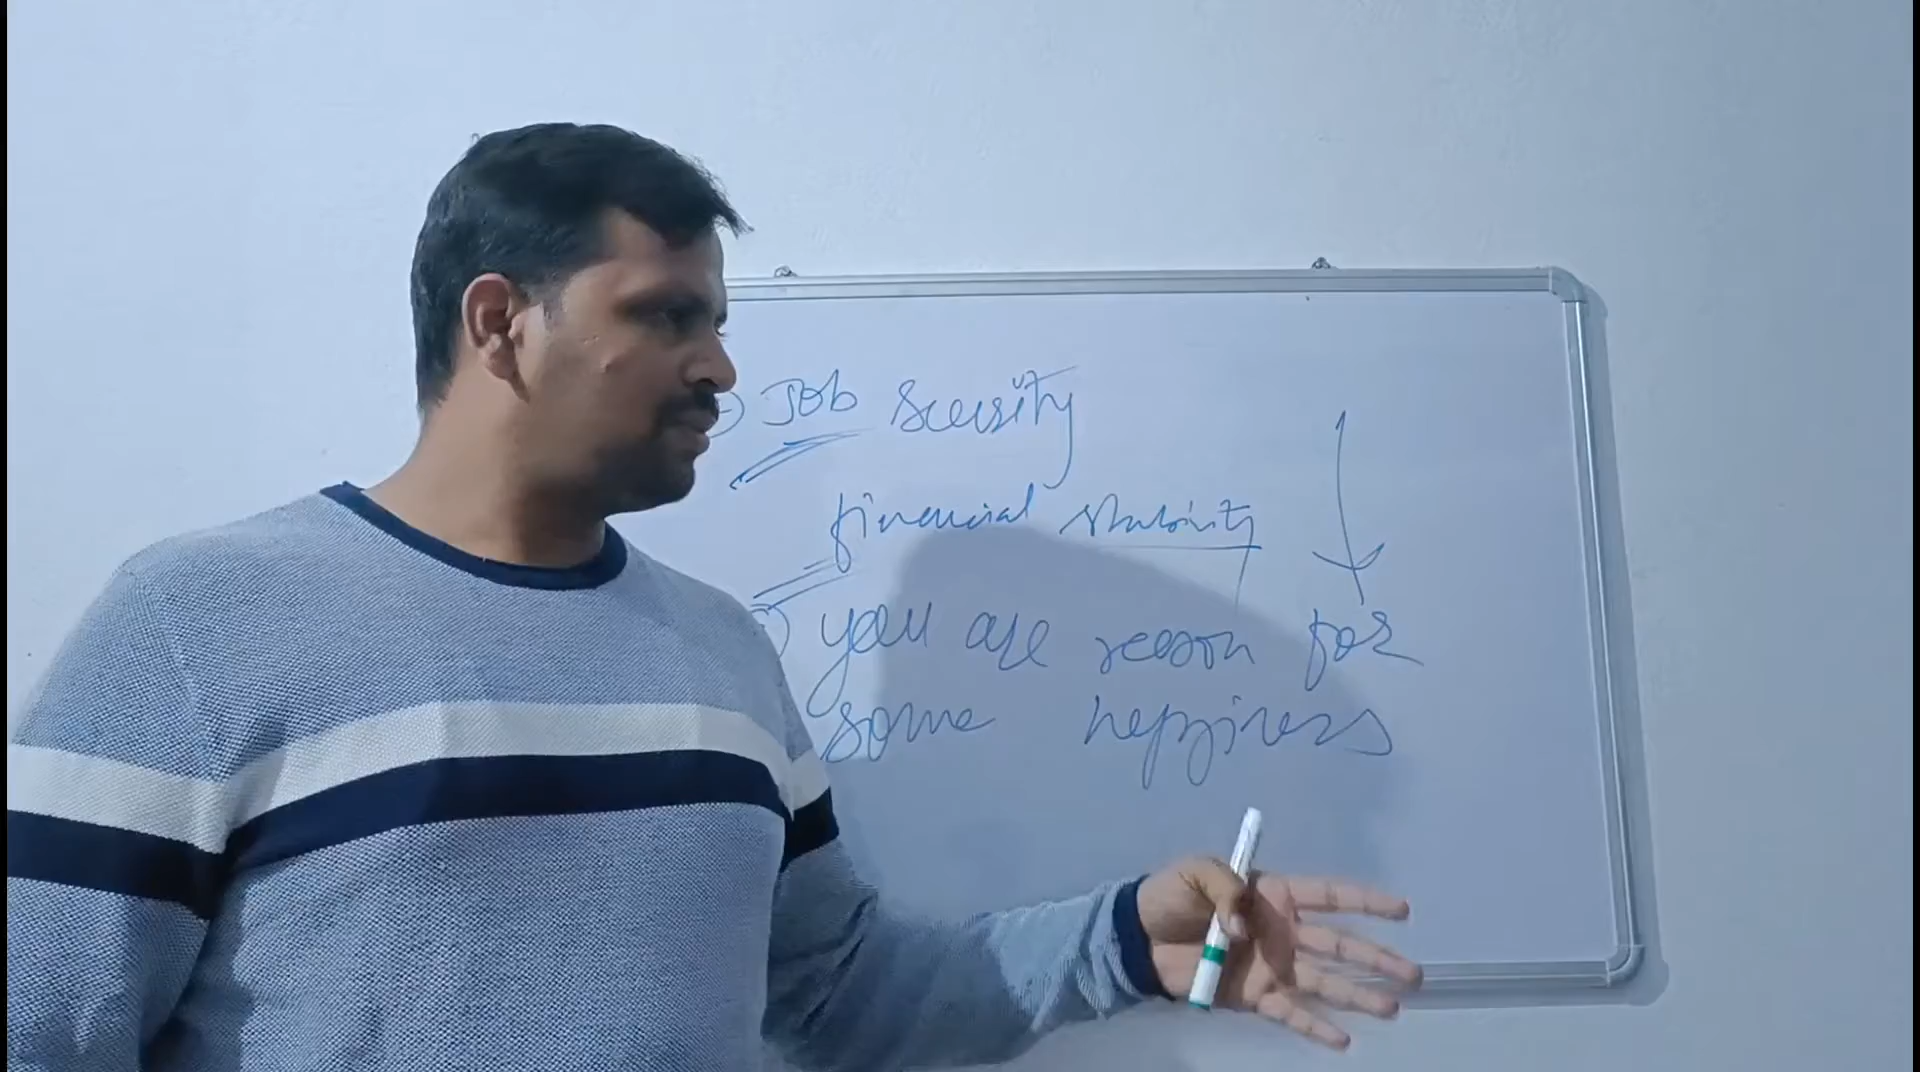 Job Security
financial stability
you are reason for
some happiness